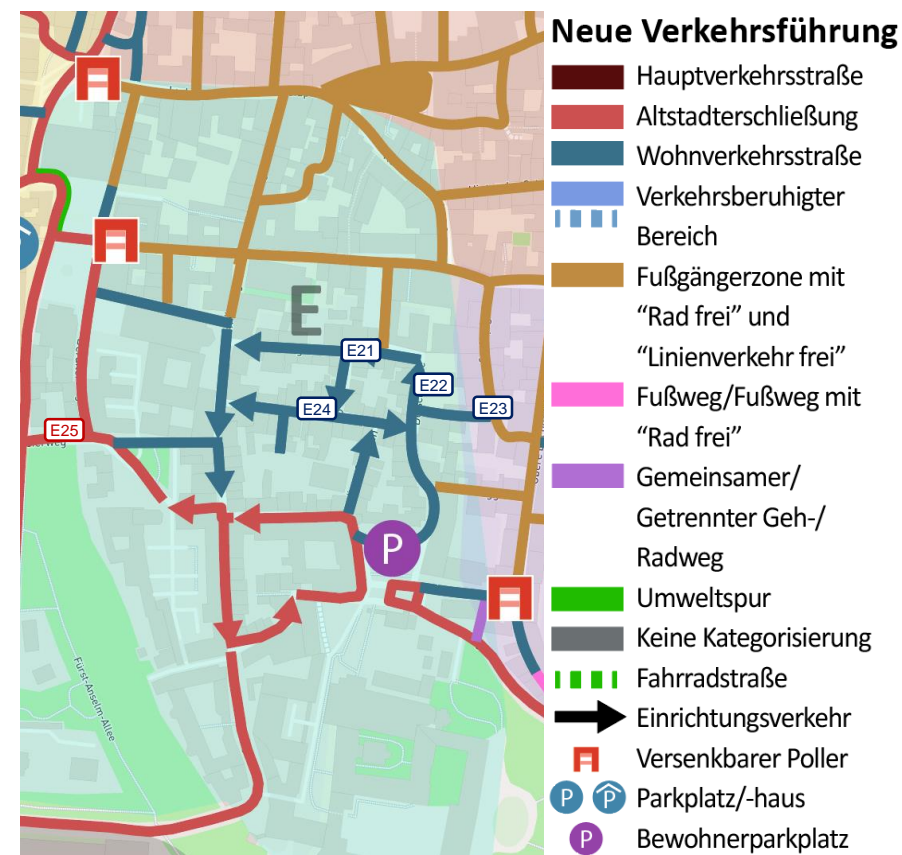 Neue Verkehrsführung
Hauptverkehrsstraße
Altstadterschließung
Wohnverkehrsstraße
Verkehrsberuhigter
Bereich
Fußgängerzone mit
“Rad frei” und
“Linienverkehr frei”
Fußweg/Fußweg mit
“Rad frei”
Gemeinsamer/
Getrennter Geh-/
Radweg
Umweltspur
Keine Kategorisierung
Fahrradstraße
Einrichtungsverkehr
Versenkbarer Poller
P P Parkplatz/-haus
P Bewohnerparkplatz
E
E21
E22
E23
E24
E25
P
Fürst-Anselm-Allee